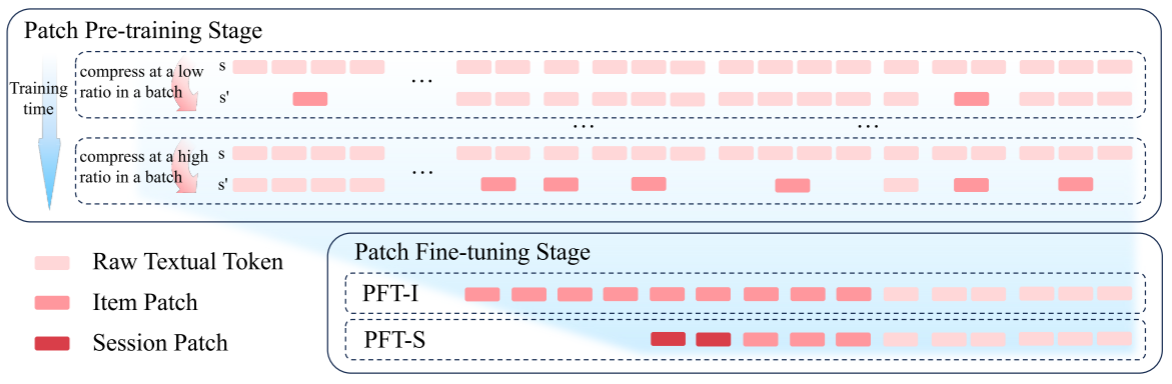 Patch Pre-training Stage
Training
time
compress at a low
ratio in a batch
s
...
s'
...
...
compress at a high
ratio in a batch
s
...
s'
Raw Textual Token
Item Patch
Session Patch
Patch Fine-tuning Stage
PFT-I
PFT-S